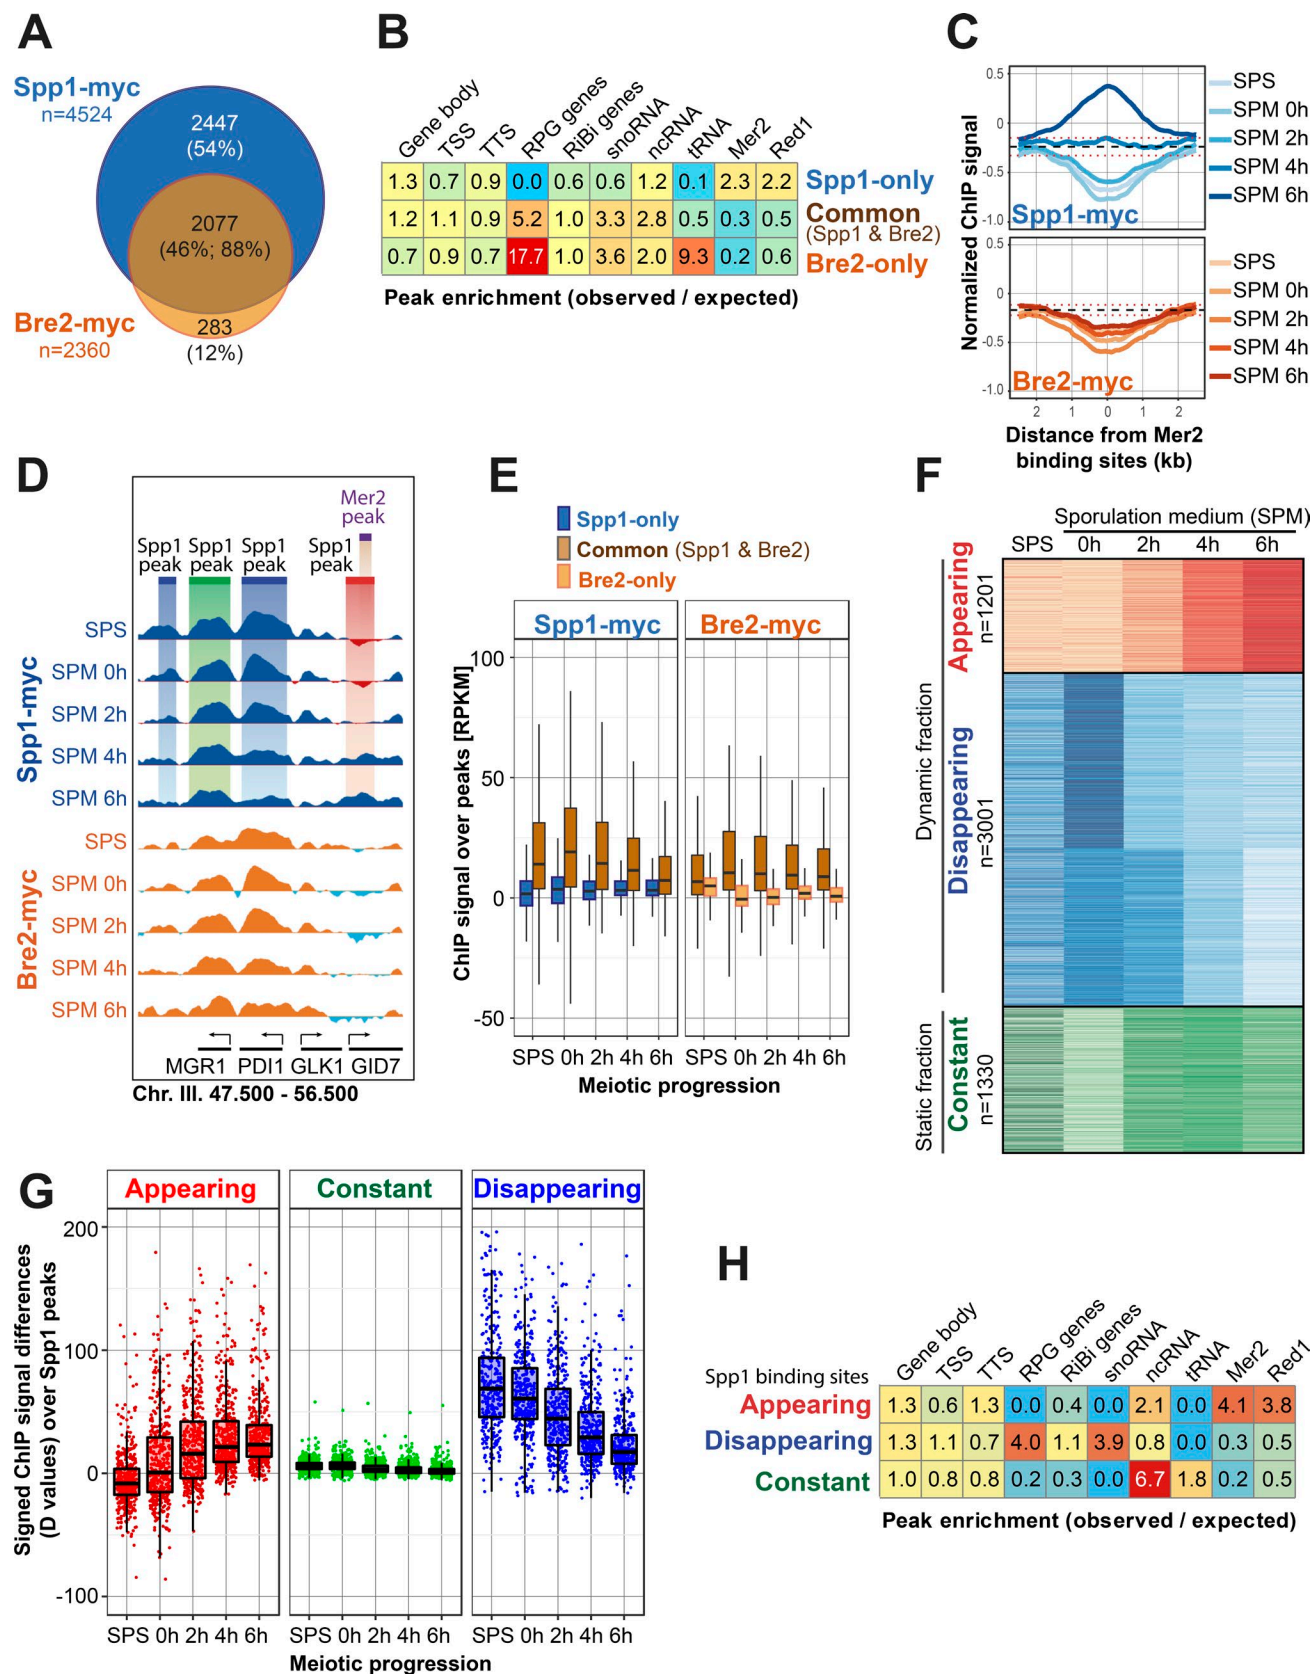 A
Spp1-myc
n=4524
2447
(54%)
2077
(46%; 88%)
Bre2-myc
n=2360
283
(12%)
B
Gene body
TSS
TTS
RPG genes
RiBi genes
snoRNA
ncRNA
tRNA
Mer2
Red1
1.3 0.7 0.9 0.0 0.6 0.6 1.2 0.1 2.3 2.2 Spp1-only
1.2 1.1 0.9 5.2 1.0 3.3 2.8 0.5 0.3 0.5 Common
(Spp1 & Bre2)
0.7 0.9 0.7 17.7 1.0 3.6 2.0 9.3 0.2 0.6 Bre2-only
Peak enrichment (observed / expected)
C
Normalized ChIP signal
0.5
0
-0.5
-1.0
Spp1-myc
SPS
SPM 0h
SPM 2h
SPM 4h
SPM 6h
0.5
0
-0.5
-1.0
Bre2-myc
SPS
SPM 0h
SPM 2h
SPM 4h
SPM 6h
2 1 0 1 2
Distance from Mer2
binding sites (kb)
D
Mer2
peak
Spp1 Spp1 Spp1 Spp1
peak peak peak peak
Spp1-myc
SPS
SPM 0h
SPM 2h
SPM 4h
SPM 6h
Bre2-myc
SPS
SPM 0h
SPM 2h
SPM 4h
SPM 6h
MGR1 PDI1 GLK1 GID7
Chr. III. 47.500 - 56.500
E
Spp1-only
Common (Spp1 & Bre2)
Bre2-only
Spp1-myc Bre2-myc
ChIP signal over peaks [RPKM]
100
50
0
-50
SPS 0h 2h 4h 6h SPS 0h 2h 4h 6h
Meiotic progression
F
Sporulation medium (SPM)
SPS 0h 2h 4h 6h
Appearing
n=1201
Dynamic fraction
Disappearing
n=3001
Static fraction
Constant
n=1330
G
Appearing Constant Disappearing
Signed ChIP signal differences
(D values) over Spp1 peaks
200
100
0
-100
SPS 0h 2h 4h 6h SPS 0h 2h 4h 6h SPS 0h 2h 4h 6h
Meiotic progression
H
Gene body
TSS
TTS
RPG genes
RiBi genes
snoRNA
ncRNA
tRNA
Mer2
Red1
Spp1 binding sites
Appearing 1.3 0.6 1.3 0.0 0.4 0.0 2.1 0.0 4.1 3.8
Disappearing 1.3 1.1 0.7 4.0 1.1 3.9 0.8 0.0 0.3 0.5
Constant 1.0 0.8 0.8 0.2 0.3 0.0 6.7 1.8 0.2 0.5
Peak enrichment (observed / expected)